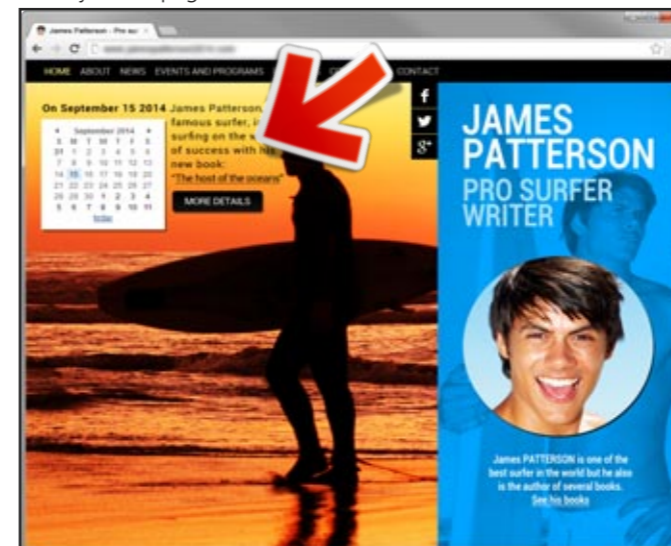 James Patterson - Pro sur
HOME ABOUT NEWS EVENTS AND PROGRAMS CONTACT
On September 15 2014 James Patterson,
famous surfer, is
surfing on the
of success with his
new book:
"The host of the oceans"
MORE DETAILS
September 2014
S M T W T F S
31 1 2 3 4 5 6
7 8 9 10 11 12 13
14 15 16 17 18 19 20
21 22 23 24 25 26 27
28 29 30 1 2 3 4
5 6 7 8 9 10 11
today
f
g+
JAMES
PATTERSON
PRO SURFER
WRITER
James PATTERSON is one of the
best surfer in the world but he also
is the author of several books.
See his books